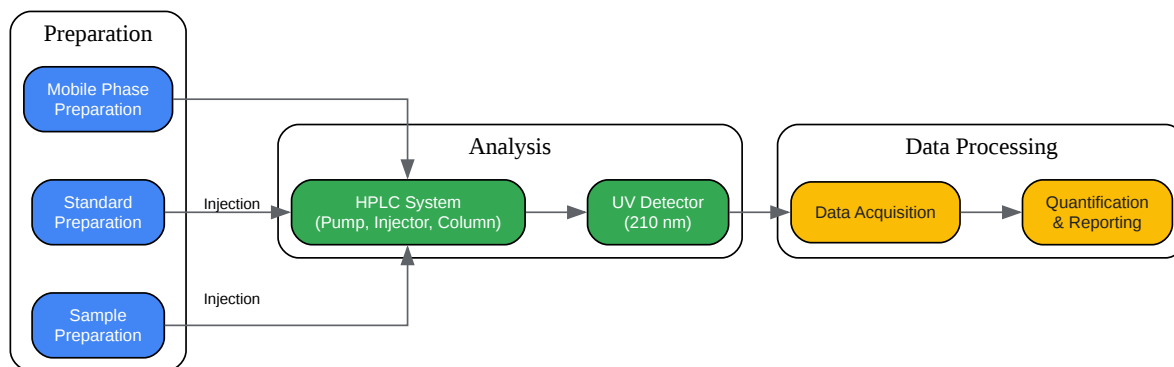 Preparation
Mobile Phase
Preparation
Standard
Preparation
Sample
Preparation
Injection
Injection
Analysis
HPLC System
(Pump, Injector, Column)
UV Detector
(210 nm)
Data Processing
Data Acquisition
Quantification
& Reporting